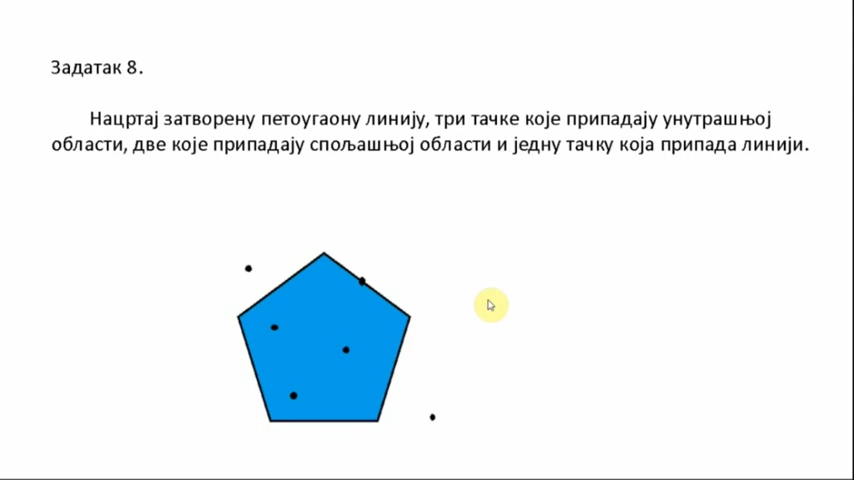 Задатак 8.
Нацртај затворену петоугаону линију, три тачке које припадају унутрашњој
области, две које припадају спољашњој области и једну тачку која припада линији.